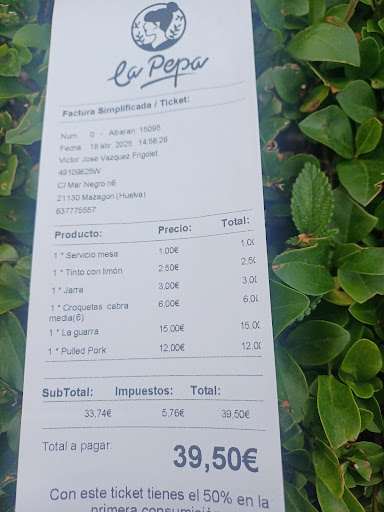 la Pepa
Factura Simplificada / Ticket:
Num. 0 - Albaran: 15095
Fecha 18 abr. 2025 14:56:26
Victor Jose Vazquez Frigolet
49109625W
C/ Mar Negro n6
21130 Mazagon (Huelva)
637775557
Producto: Precio: Total:
1 * Servicio mesa 1,00€ 1,00
1 * Tinto con limón 2,50€ 2,50
1 * Jarra 3,00€ 3,00
1 * Croquetas cabra 6,00€ 6,00
media(6)
1 * La guarra 15,00€ 15,00
1 * Pulled Pork 12,00€ 12,00
SubTotal: Impuestos: Total:
33,74€ 5,76€ 39,50€
Total a pagar: 39,50€
Con este ticket tienes el 50% en la
primera consumición